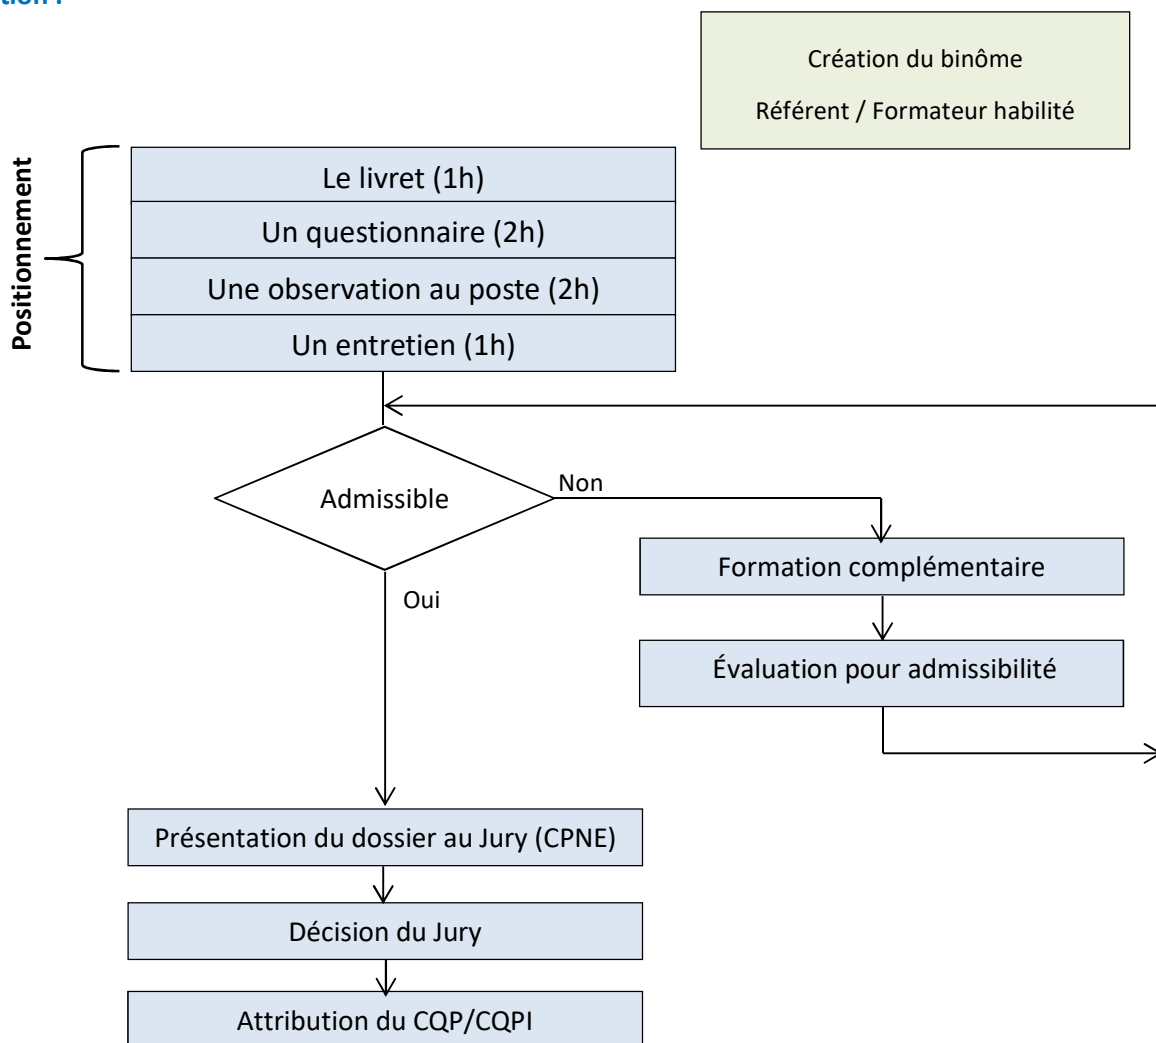 Création du binôme
Référent / Formateur habilité
Positionnement
Le livret (1h)
Un questionnaire (2h)
Une observation au poste (2h)
Un entretien (1h)
Admissible
Non
Formation complémentaire
Oui
Évaluation pour admissibilité
Présentation du dossier au Jury (CPNE)
Décision du Jury
Attribution du CQP/CQPI